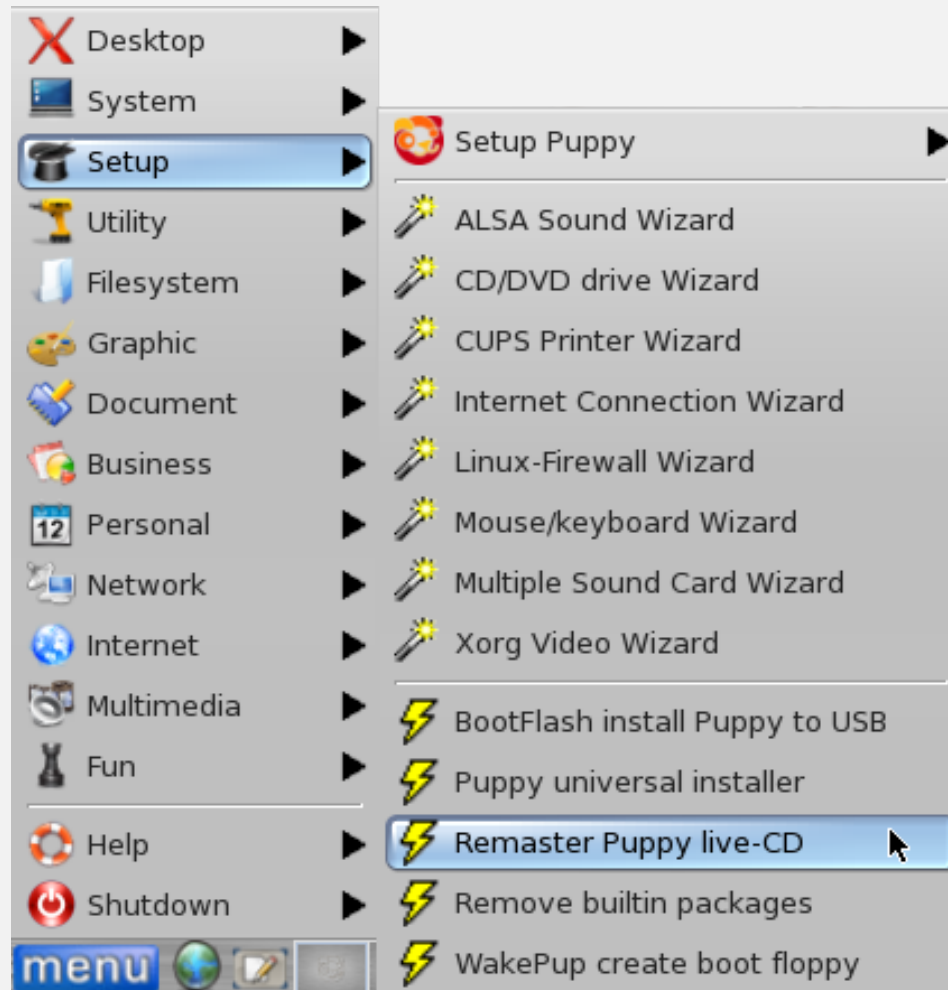 Desktop
System
Setup
Utility
Filesystem
Graphic
Document
Business
12
Personal
Network
Internet
Multimedia
Fun
Help
Shutdown
menu
Setup Puppy
ALSA Sound Wizard
CD/DVD drive Wizard
CUPS Printer Wizard
Internet Connection Wizard
Linux-Firewall Wizard
Mouse/keyboard Wizard
Multiple Sound Card Wizard
Xorg Video Wizard
BootFlash install Puppy to USB
Puppy universal installer
Remaster Puppy live-CD
Remove builtin packages
WakePup create boot floppy